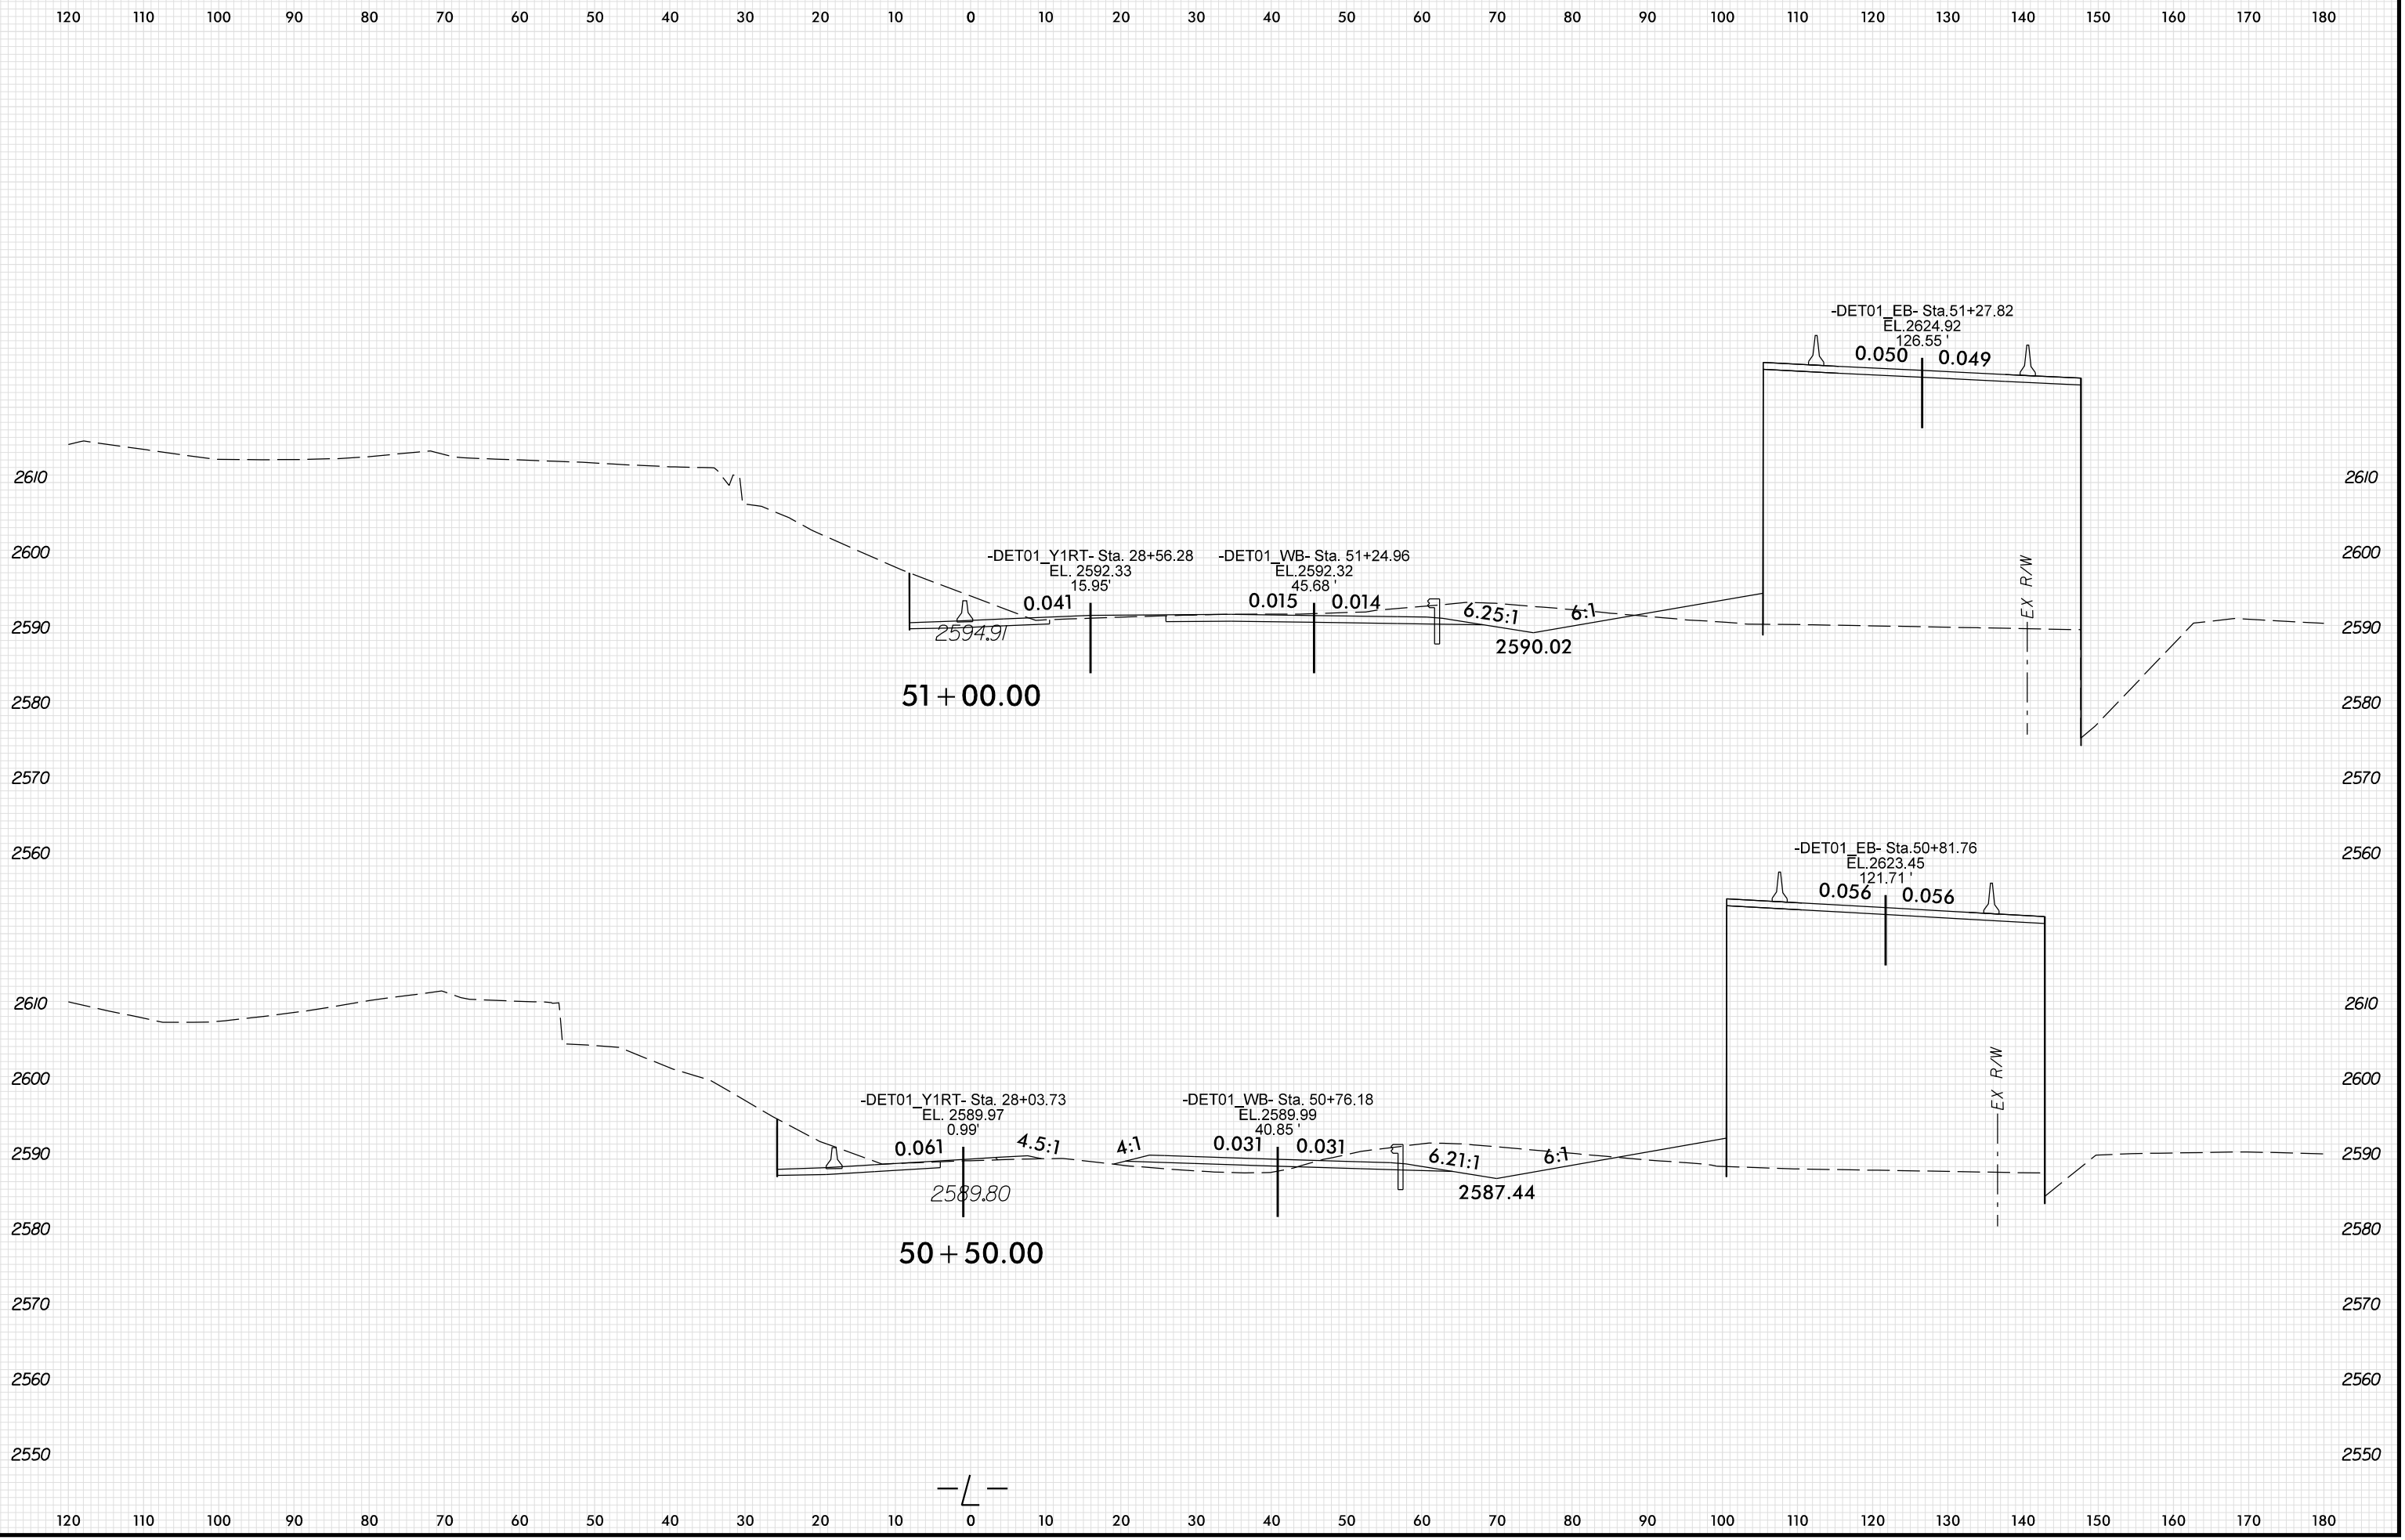 120 110 100 90 80 70 60 50 40 30 20 10 0 10 20 30 40 50 60 70 80 90 100 110 120 130 140 150 160 170 180
-DET01_EB- Sta.51+27.82
EL.2624.92
126.55 '
0.050 0.049
2610 2610
2600 2600
-DET01_Y1RT- Sta. 28+56.28
EL. 2592.33
15.95'
-DET01_WB- Sta. 51+24.96
EL.2592.32
45.68 '
EX R/W
0.041 0.015 0.014 6.25:1 6:1
2590 2590
2594.91
2590.02
51+00.00
2580 2580
2570 2570
2560 2560
-DET01_EB- Sta.50+81.76
EL.2623.45
121.71 '
0.056 0.056
2610 2610
2600 2600
EX R/W
-DET01_Y1RT- Sta. 28+03.73
EL. 2589.97
0.99'
-DET01_WB- Sta. 50+76.18
EL.2589.99
40.85 '
0.061 4.5:1 4:1 0.031 0.031 6.21:1 6:1
2590 2590
2589.80
2587.44
2580 2580
50+50.00
2570 2570
2560 2560
2550 2550
-L-
120 110 100 90 80 70 60 50 40 30 20 10 0 10 20 30 40 50 60 70 80 90 100 110 120 130 140 150 160 170 180